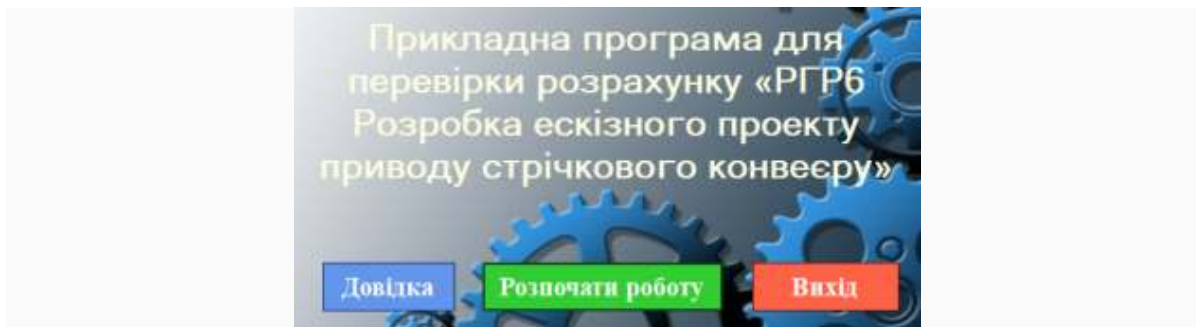 Прикладна програма для
перевірки розрахунку «РГР6
Розробка ескізного проекту
приводу стрічкового конвеєру»
Довідка Розпочати роботу Вихід